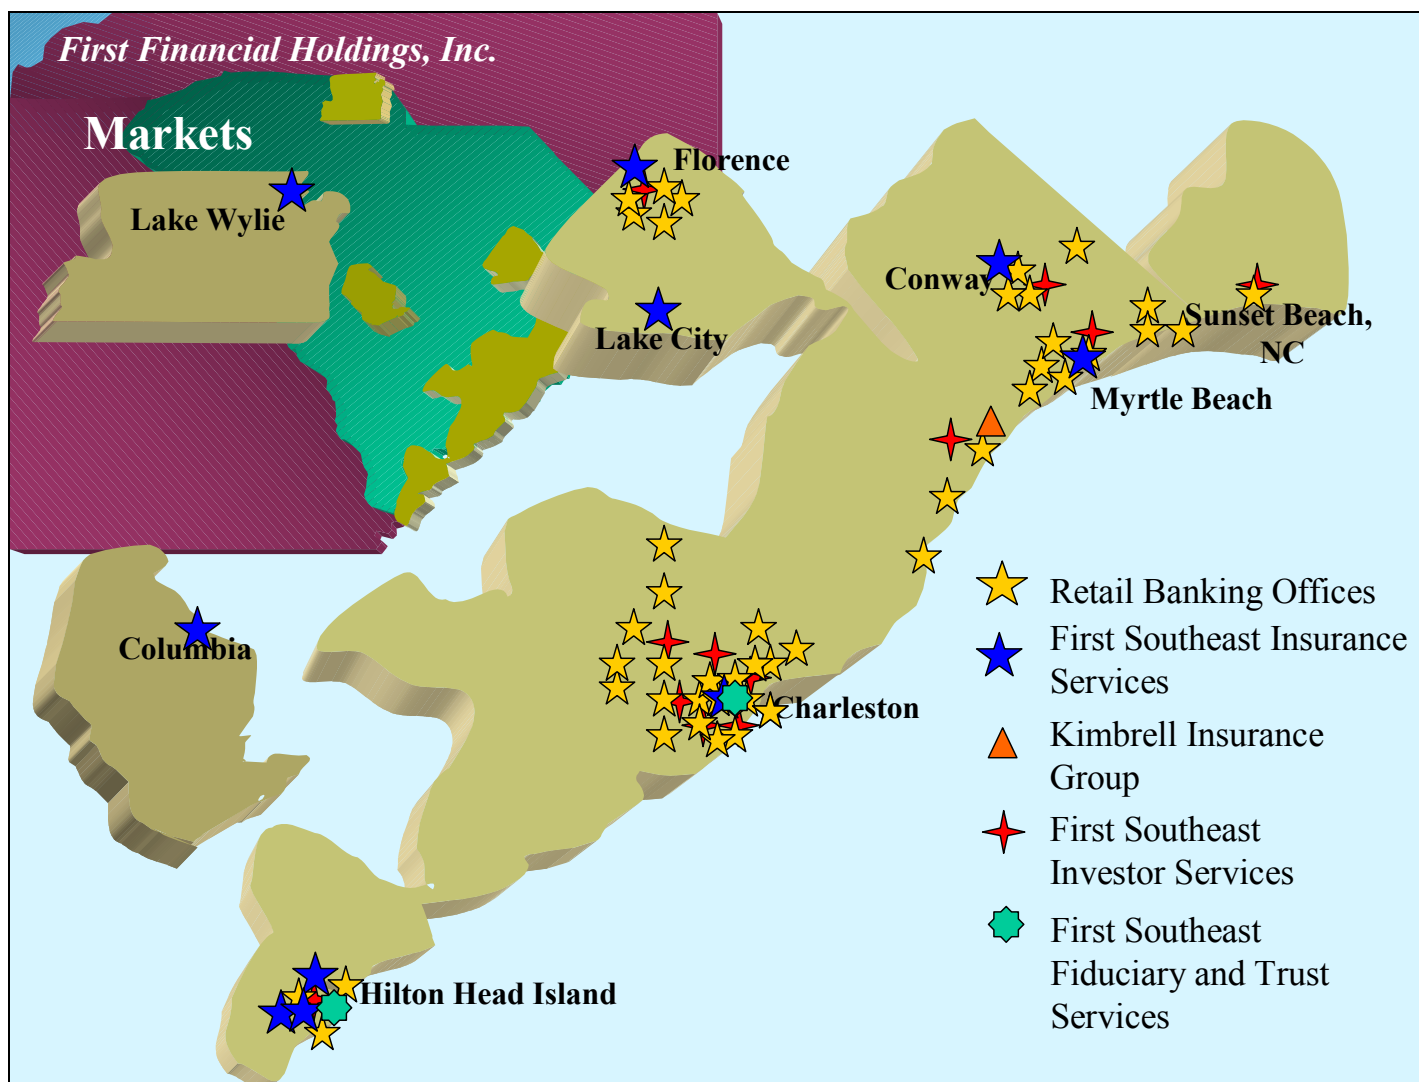 First Financial Holdings, Inc.
Markets
Florence
Lake Wylie
Conway
Sunset Beach,
NC
Lake City
Myrtle Beach
Columbia
Charleston
Hilton Head Island
Retail Banking Offices
First Southeast Insurance
Services
Kimbrell Insurance
Group
First Southeast
Investor Services
First Southeast
Fiduciary and Trust
Services